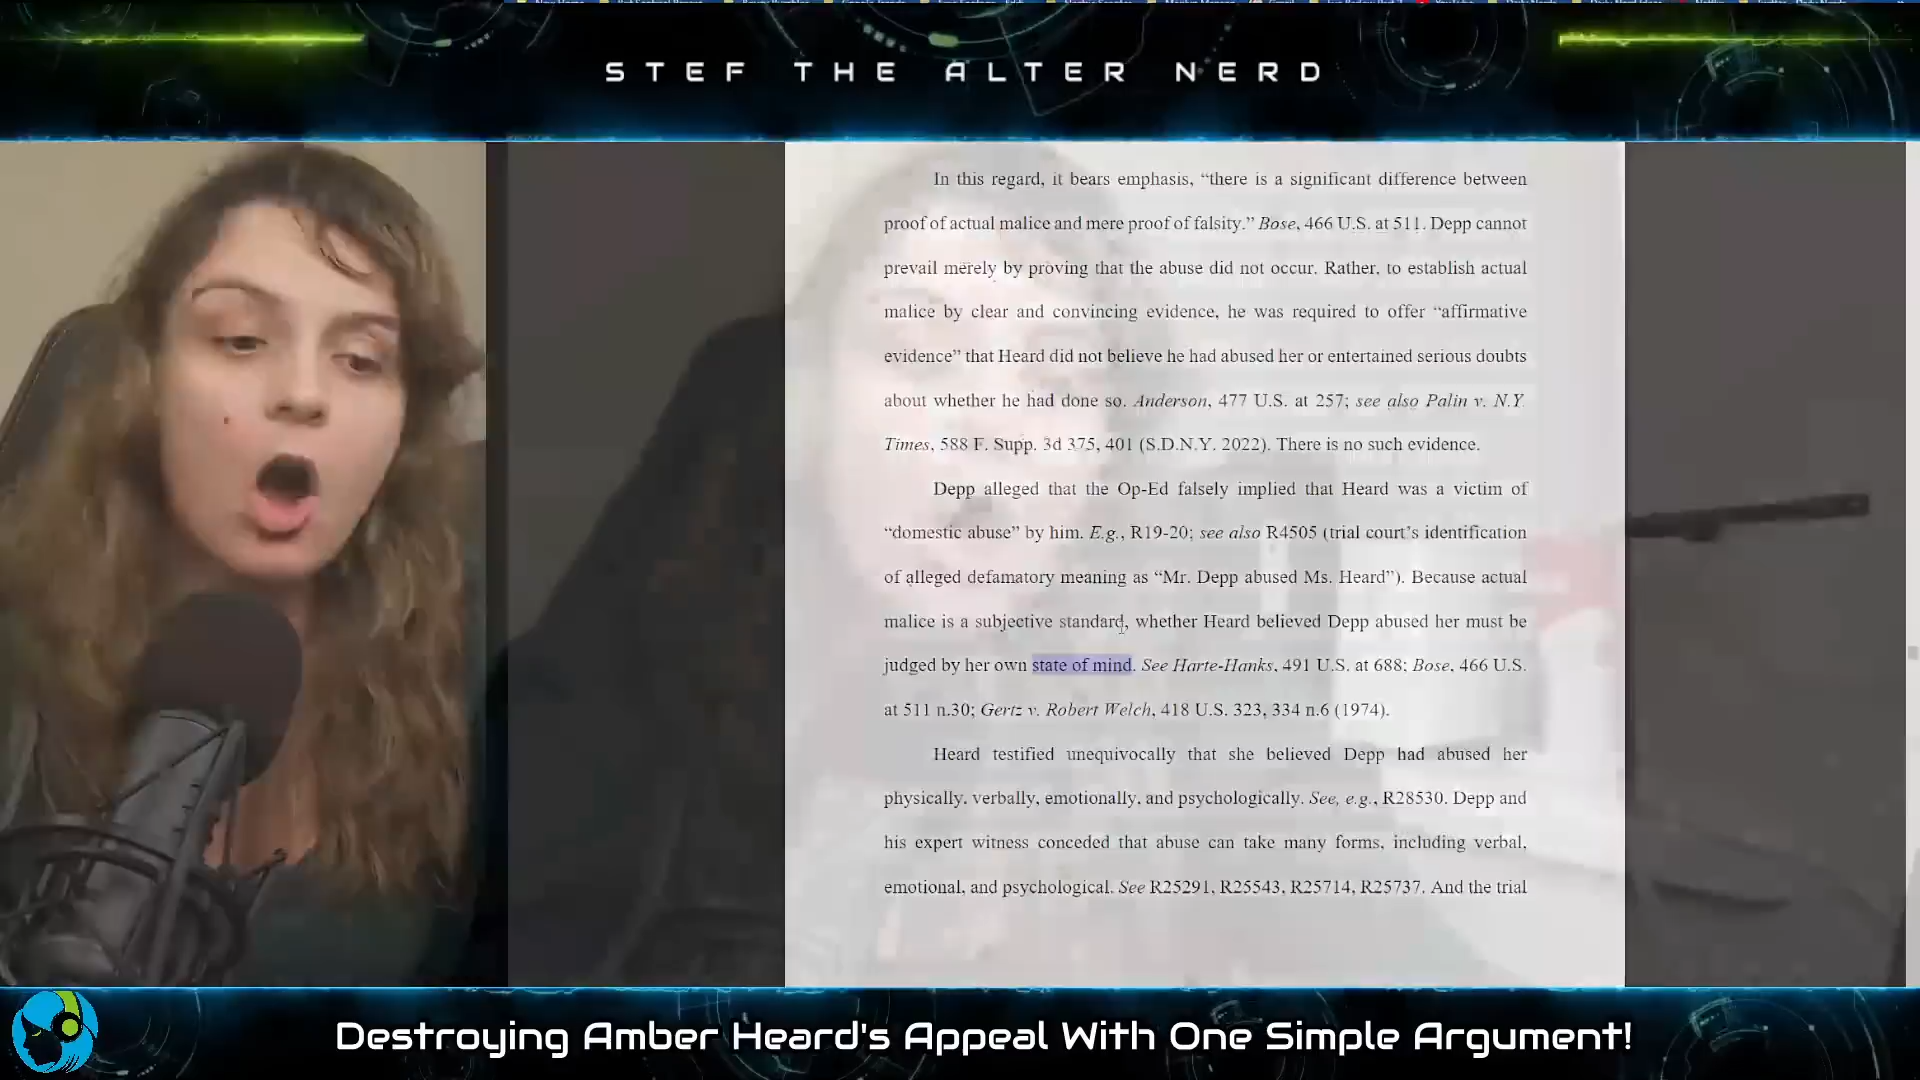 STEF THE ALTER NERD
In this regard, it bears emphasis, “there is a significant difference between
proof of actual malice and mere proof of falsity.” Bose, 466 U.S. at 511. Depp cannot
prevail merely by proving that the abuse did not occur. Rather, to establish actual
malice by clear and convincing evidence, he was required to offer “affirmative
evidence” that Heard did not believe he had abused her or entertained serious doubts
about whether he had done so. Anderson, 477 U.S. at 257; see also Palin v. N.Y.
Times, 588 F. Supp. 3d 375, 401 (S.D.N.Y. 2022). There is no such evidence.
Depp alleged that the Op-Ed falsely implied that Heard was a victim of
“domestic abuse” by him. E.g., R19-20; see also R4505 (trial court’s identification
of alleged defamatory meaning as “Mr. Depp abused Ms. Heard”). Because actual
malice is a subjective standard, whether Heard believed Depp abused her must be
judged by her own state of mind. See Harte-Hanks, 491 U.S. at 688; Bose, 466 U.S.
at 511 n.30; Gertz v. Robert Welch, 418 U.S. 323, 334 n.6 (1974).
Heard testified unequivocally that she believed Depp had abused her
physically, verbally, emotionally, and psychologically. See, e.g., R28530. Depp and
his expert witness conceded that abuse can take many forms, including verbal,
emotional, and psychological. See R25291, R25543, R25714, R25737. And the trial
Destroying Amber Heard's Appeal With One Simple Argument!